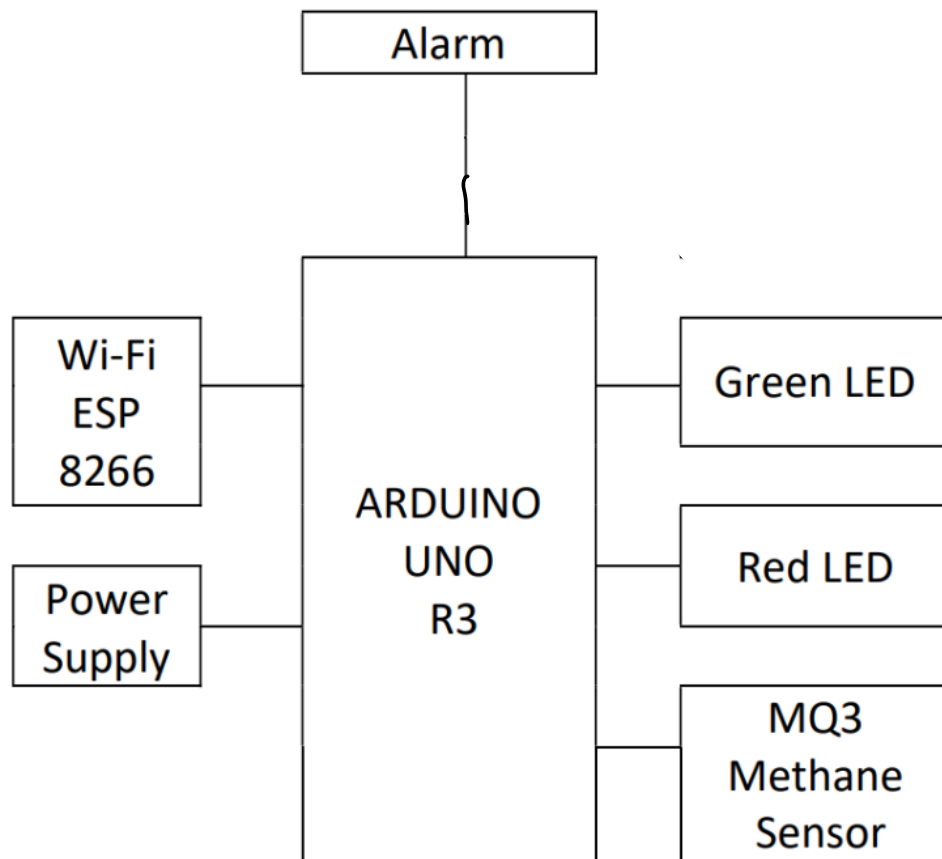 Alarm
Wi-Fi
ESP
8266
Power
Supply
ARDUINO
UNO
R3
Green LED
Red LED
MQ3
Methane
Sensor